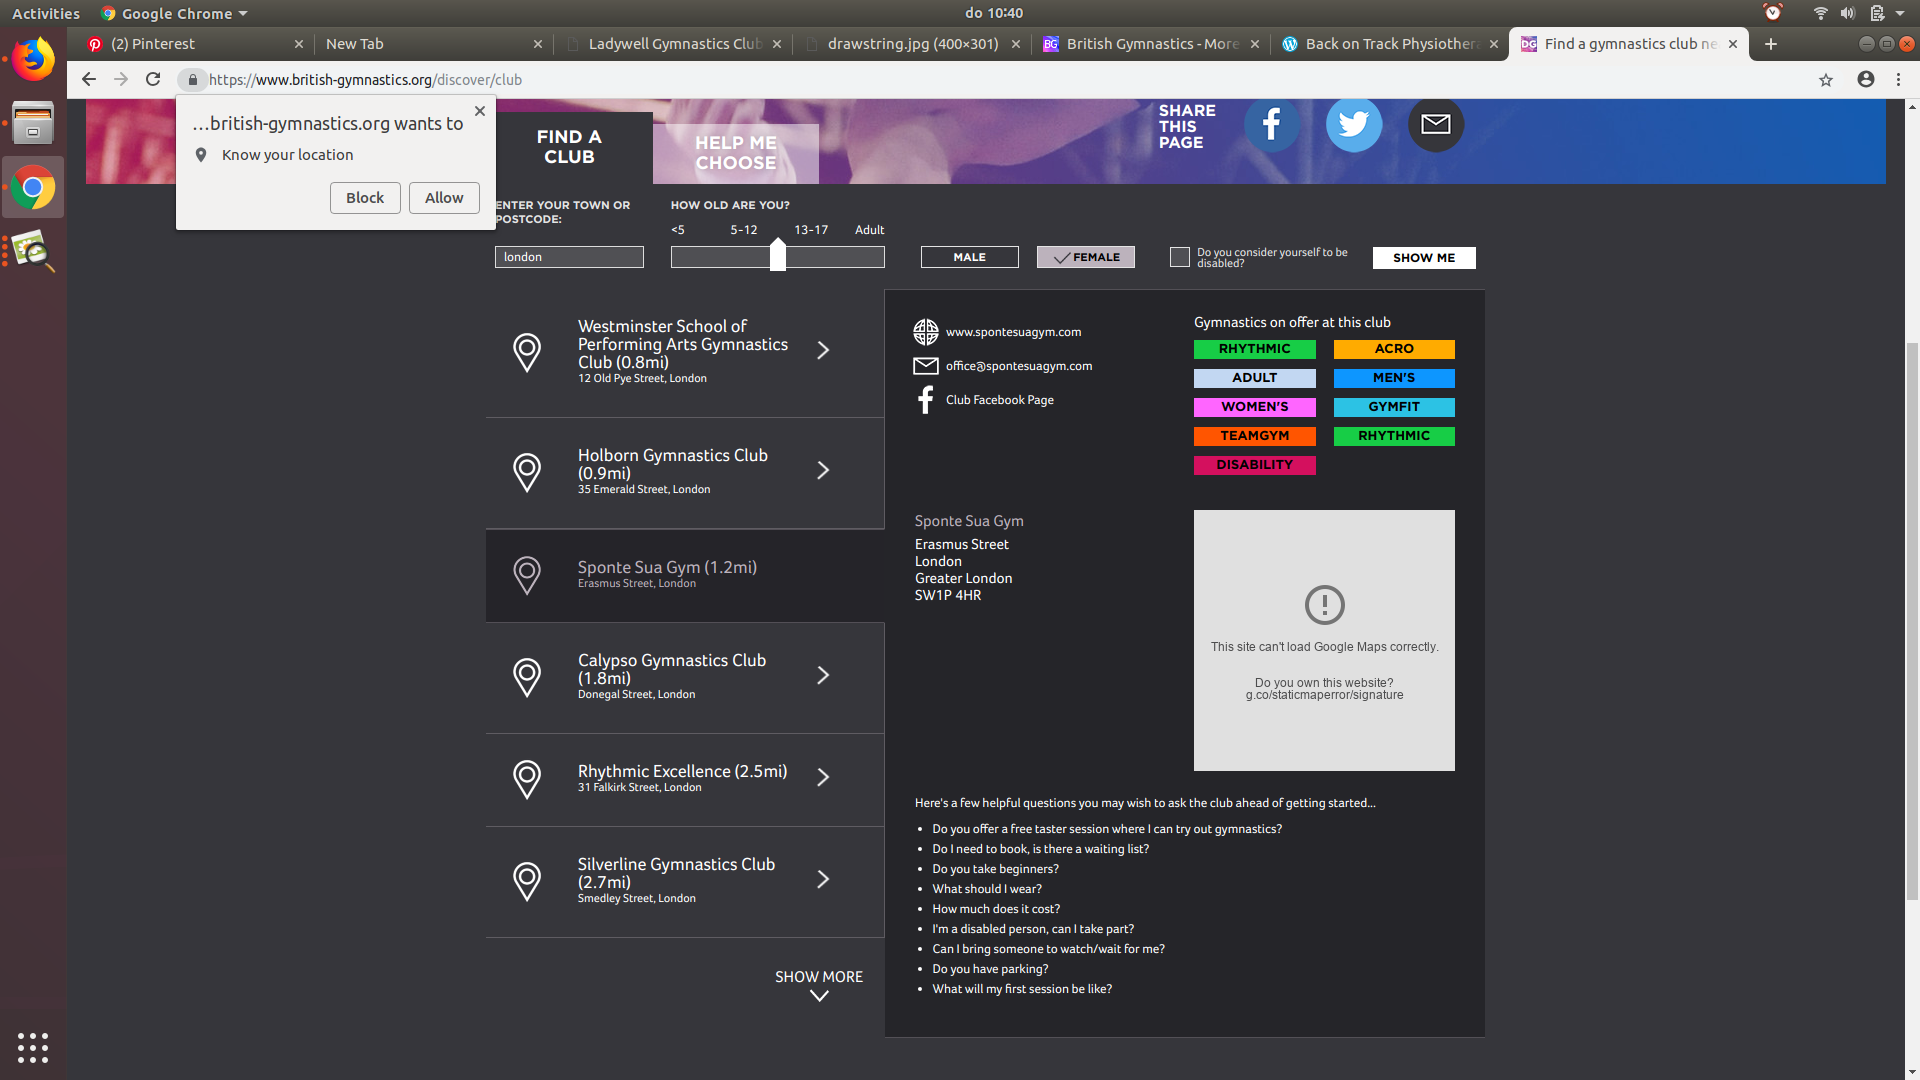 Activities
Google Chrome
do 10:40
(2) Pinterest
New Tab
Ladywell Gymnastics Club
drawstring.jpg (400×301)
British Gymnastics - More
Back on Track Physiothera
Find a gymnastics club ne
https://www.british-gymnastics.org/discover/club
...british-gymnastics.org wants to
Know your location
Block
Allow
FIND A
CLUB
HELP ME
CHOOSE
SHARE
THIS
PAGE
ENTER YOUR TOWN OR
POSTCODE:
london
HOW OLD ARE YOU?
<5 5-12 13-17 Adult
MALE
FEMALE
Do you consider yourself to be
disabled?
SHOW ME
Westminster School of
Performing Arts Gymnastics
Club (0.8mi)
12 Old Pye Street, London
Holborn Gymnastics Club
(0.9mi)
35 Emerald Street, London
Sponte Sua Gym (1.2mi)
Erasmus Street, London
Calypso Gymnastics Club
(1.8mi)
Donegal Street, London
Rhythmic Excellence (2.5mi)
31 Falkirk Street, London
Silverline Gymnastics Club
(2.7mi)
Smedley Street, London
SHOW MORE
www.spontesuagym.com
office@spontesuagym.com
Club Facebook Page
Gymnastics on offer at this club
RHYTHMIC
ACRO
ADULT
MEN'S
WOMEN'S
GYMFIT
TEAMGYM
RHYTHMIC
DISABILITY
Sponte Sua Gym
Erasmus Street
London
Greater London
SW1P 4HR
This site can't load Google Maps correctly.
Do you own this website?
g.co/staticmaperror/signature
Here's a few helpful questions you may wish to ask the club ahead of getting started...
• Do you offer a free taster session where I can try out gymnastics?
• Do I need to book, is there a waiting list?
• Do you take beginners?
• What should I wear?
• How much does it cost?
• I'm a disabled person, can I take part?
• Can I bring someone to watch/wait for me?
• Do you have parking?
• What will my first session be like?